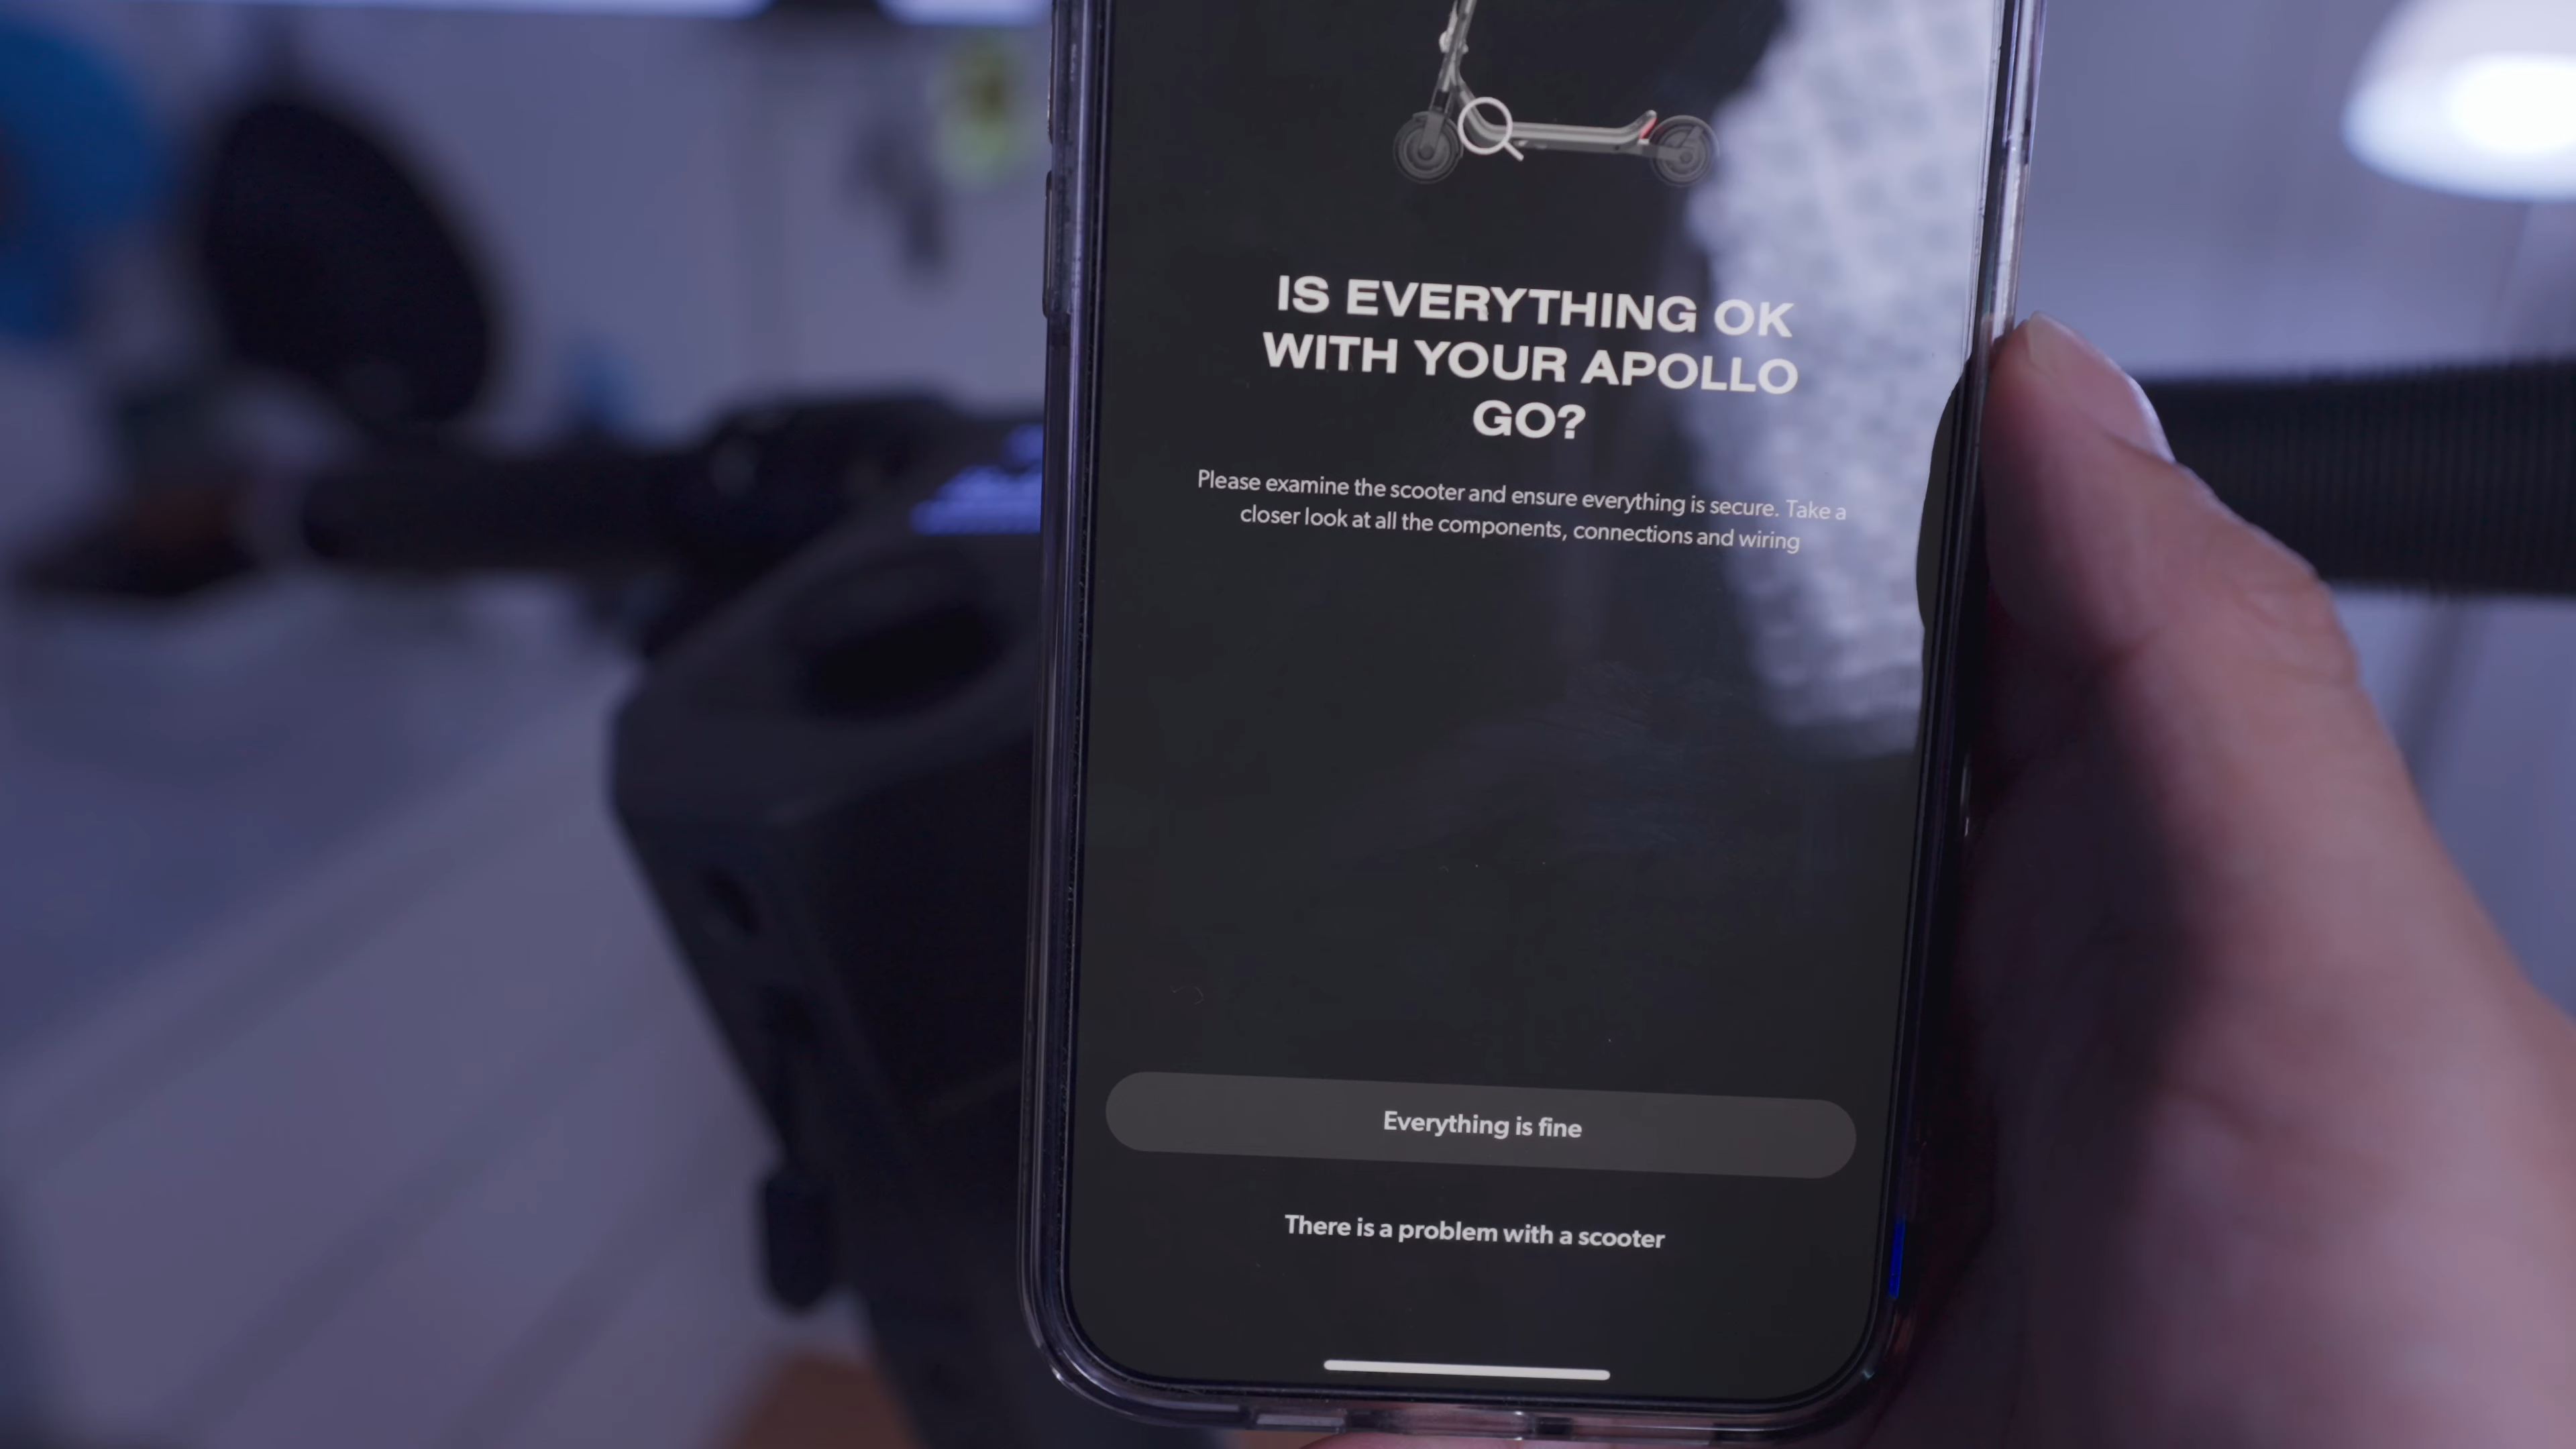 IS EVERYTHING OK
WITH YOUR APOLLO
GO?
Please examine the scooter and ensure everything is secure. Take a
closer look at all the components, connections and wiring
Everything is fine
There is a problem with a scooter